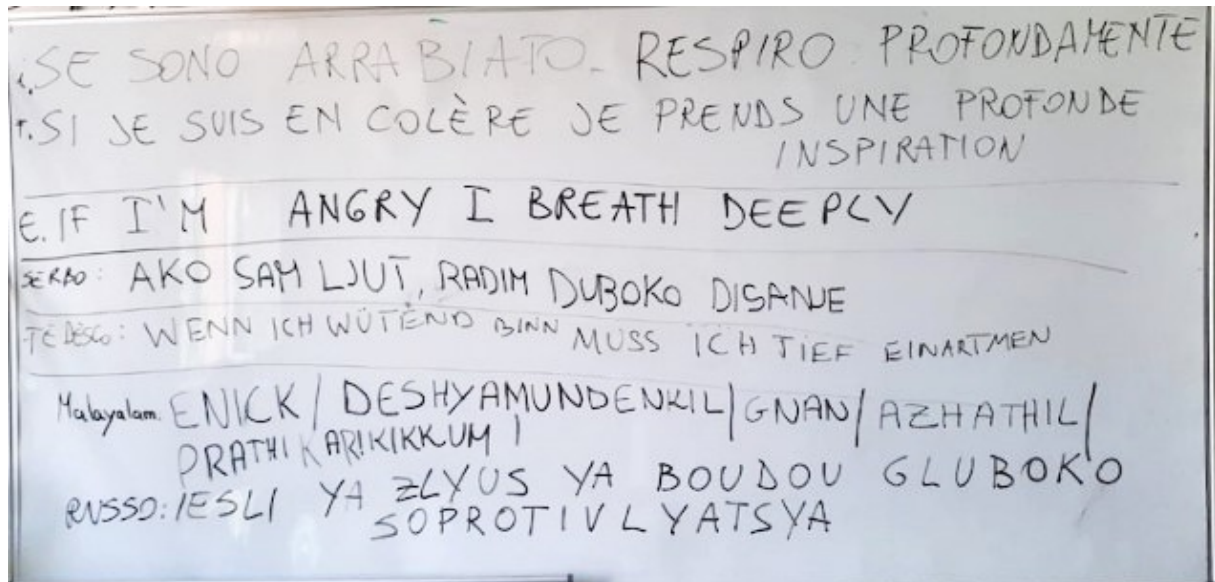 I. SE SONO ARRABIATO. RESPIRO PROFONDAMENTE
F. SI JE SUIS EN COLÈRE JE PRENDS UNE PROFONDE
INSPIRATION
E. IF I'M ANGRY I BREATH DEEPLY
SERBO: AKO SAM LJUT, RADIM DUBOKO DISANJE
TEDESCO: WENN ICH WÜTEND BINN MUSS ICH TIEF EINARTMEN
Malayalam: ENICK / DESHYAMUNDENKIL / GNAN / AZHATHIL /
PRATHIKARIKIKKUM /
RUSSO: IESLI YA ZLYUS YA BOUDOU GLUBOKO
SOPROTIVLYATSYA